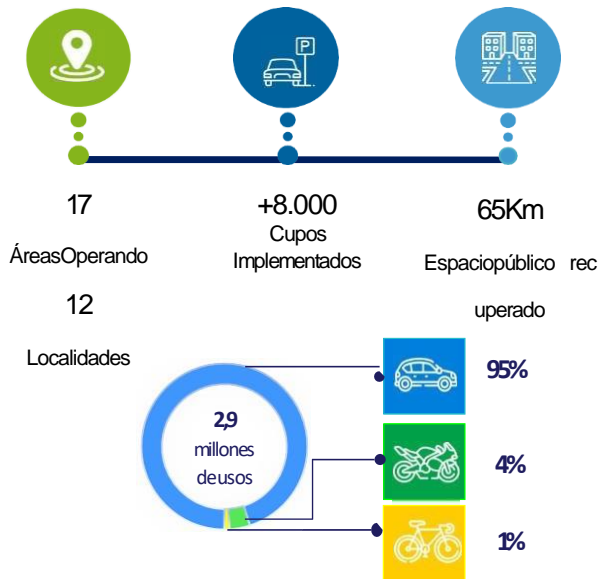 P
17
ÁreasOperando
12
Localidades
+8.000
Cupos
Implementados
65Km
Espaciopúblico rec
uperado
2,9
millones
deusos
95%
4%
1%